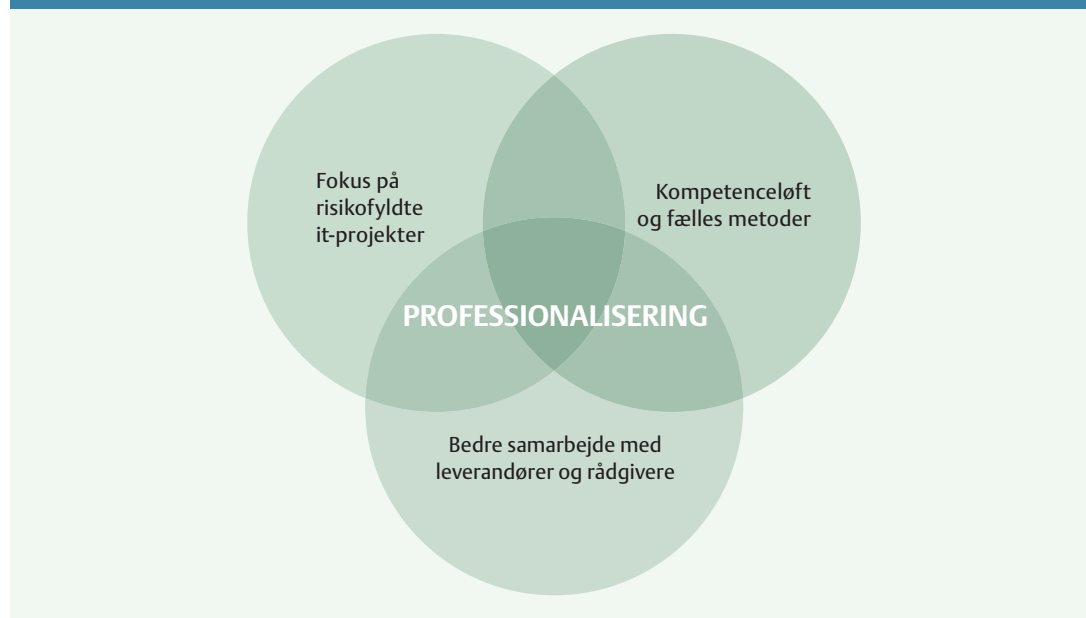 Fokus på
risikofyldte
it-projekter
Kompetenceløft
og fælles metoder
PROFESSIONALISERING
Bedre samarbejde med
leverandører og rådgivere